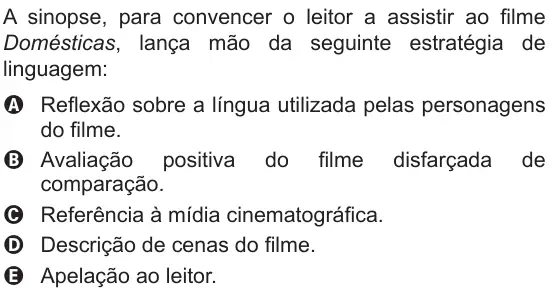 A sinopse, para convencer o leitor a assistir ao filme
Domésticas, lança mão da seguinte estratégia de
linguagem:
A Reflexão sobre a língua utilizada pelas personagens
do filme.
B Avaliação positiva do filme disfarçada de
comparação.
C Referência à mídia cinematográfica.
D Descrição de cenas do filme.
E Apelação ao leitor.